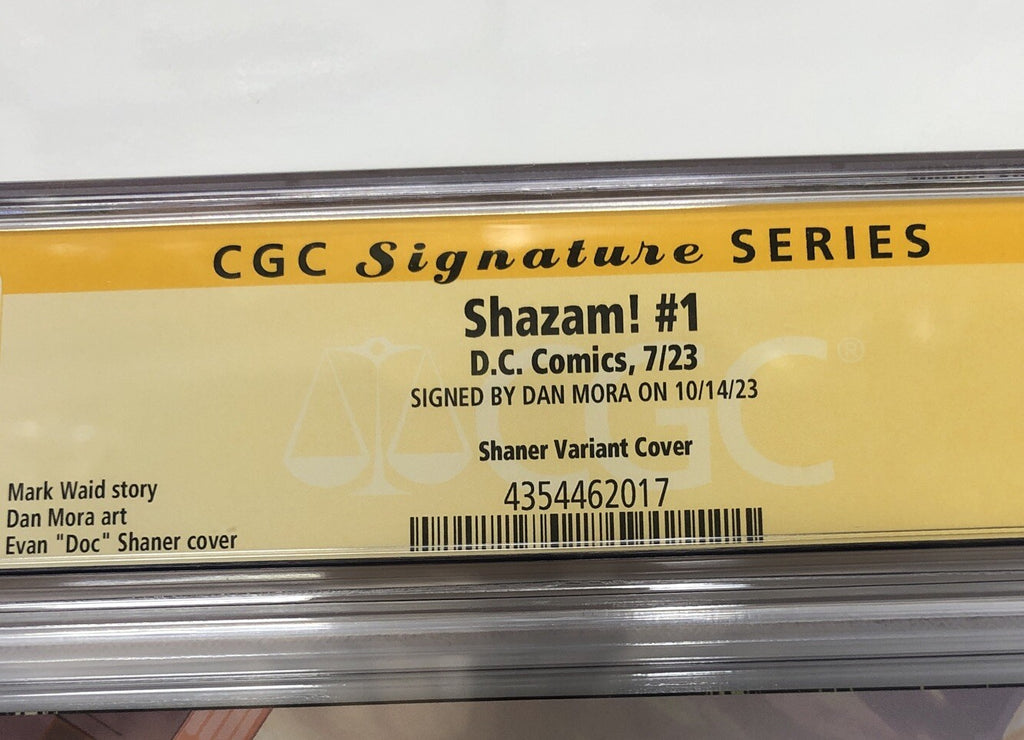 CGC Signature SERIES
Shazam! #1
D.C. Comics, 7/23
SIGNED BY DAN MORA ON 10/14/23
CGC®
Shaner Variant Cover
4354462017
Mark Waid story
Dan Mora art
Evan "Doc" Shaner cover